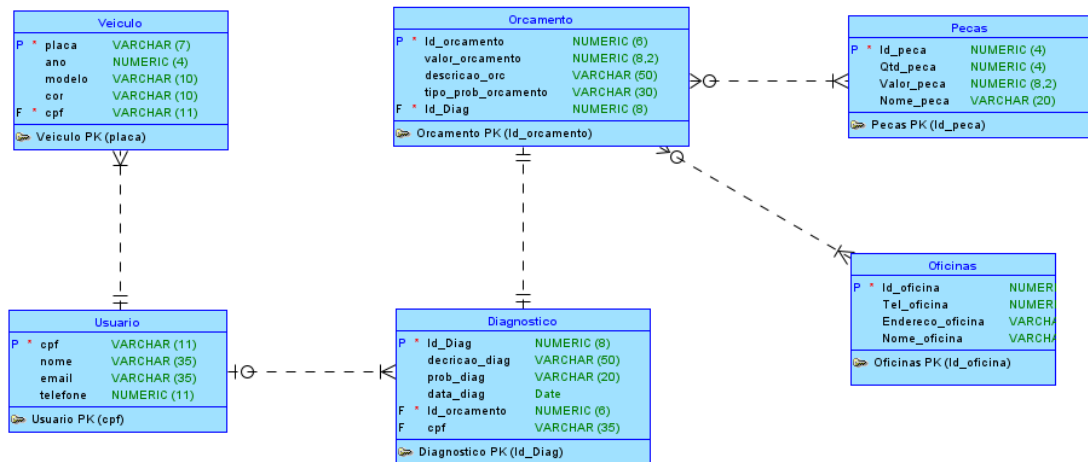 Veiculo
P * placa VARCHAR (7)
ano NUMERIC (4)
modelo VARCHAR (10)
cor VARCHAR (10)
F * cpf VARCHAR (11)
Veiculo PK (placa)
Orcamento
P * Id_orcamento NUMERIC (6)
valor_orcamento NUMERIC (8,2)
descricao_orc VARCHAR (50)
tipo_prob_orcamento VARCHAR (30)
F * Id_Diag NUMERIC (8)
Orcamento PK (Id_orcamento)
Pecas
P * Id_peca NUMERIC (4)
Qtd_peca NUMERIC (4)
Valor_peca NUMERIC (8,2)
Nome_peca VARCHAR (20)
Pecas PK (Id_peca)
Usuario
P * cpf VARCHAR (11)
nome VARCHAR (35)
email VARCHAR (35)
telefone NUMERIC (11)
Usuario PK (cpf)
Diagnostico
P * Id_Diag NUMERIC (8)
decricao_diag VARCHAR (50)
prob_diag VARCHAR (20)
data_diag Date
F * Id_orcamento NUMERIC (6)
F cpf VARCHAR (35)
Diagnostico PK (Id_Diag)
Oficinas
P * Id_oficina NUMER
Tel_oficina NUMER
Endereco_oficina VARCHA
Nome_oficina VARCHA
Oficinas PK (Id_oficina)